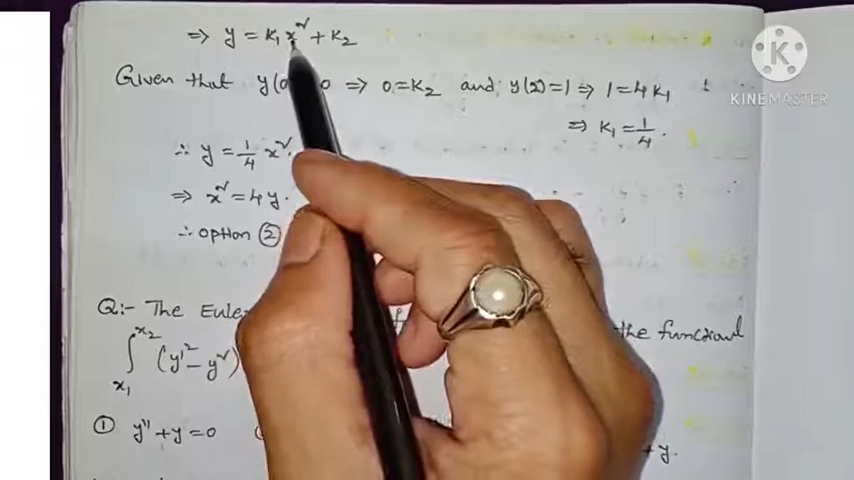 ⇒ y = k₁x² + k₂
Given that y(0 0 ⇒ 0 = k₂ and y(2) = 1 ⇒ 1 = 4k₁
⇒ k₁ = 1/4.
∴ y = 1/4 x².
⇒ x² = 4y.
∴ option ②
Q:- The Euler the functional
∫ₓ₁^x₂ (y'² - y²)
① y'' + y = 0
+ y.
KINEMASTER